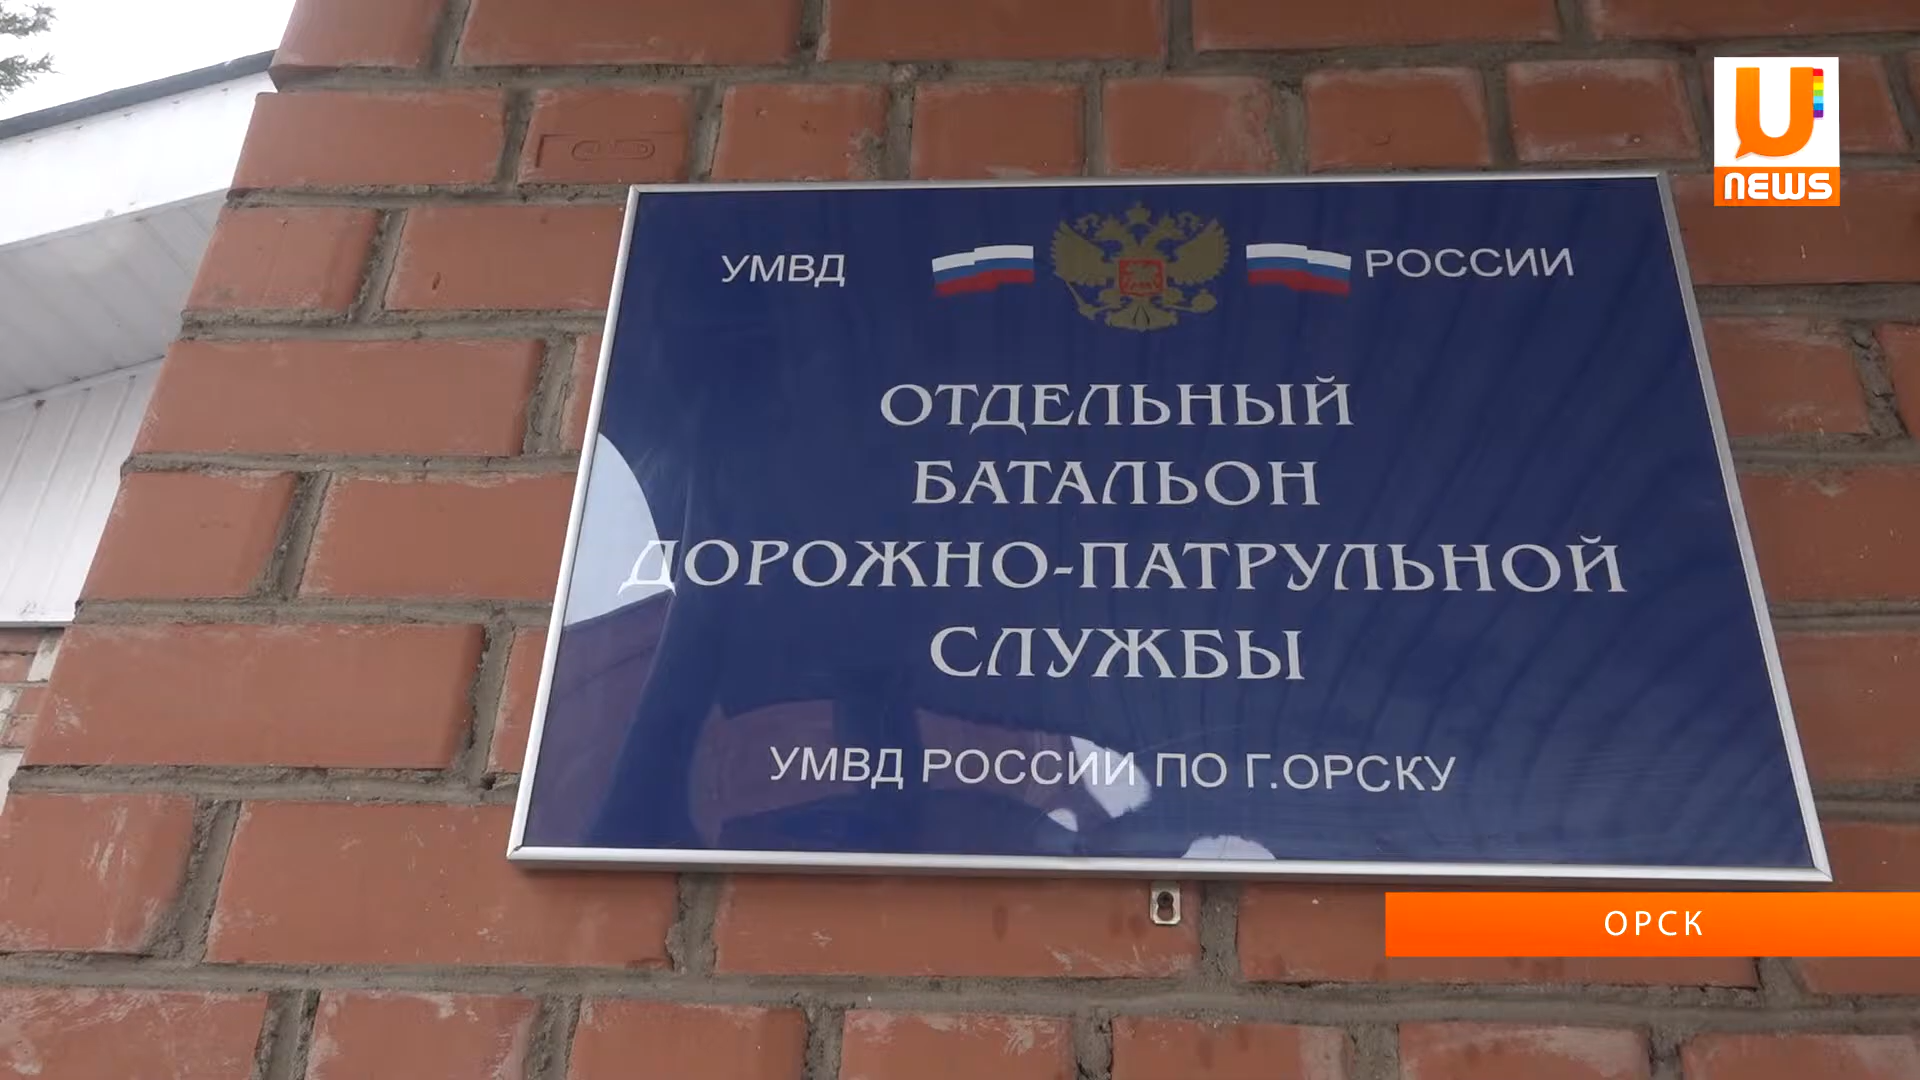 U
NEWS
УМВД РОССИИ
ОТДЕЛЬНЫЙ
БАТАЛЬОН
ДОРОЖНО-ПАТРУЛЬНОЙ
СЛУЖБЫ
УМВД РОССИИ ПО Г.ОРСКУ
ОРСК